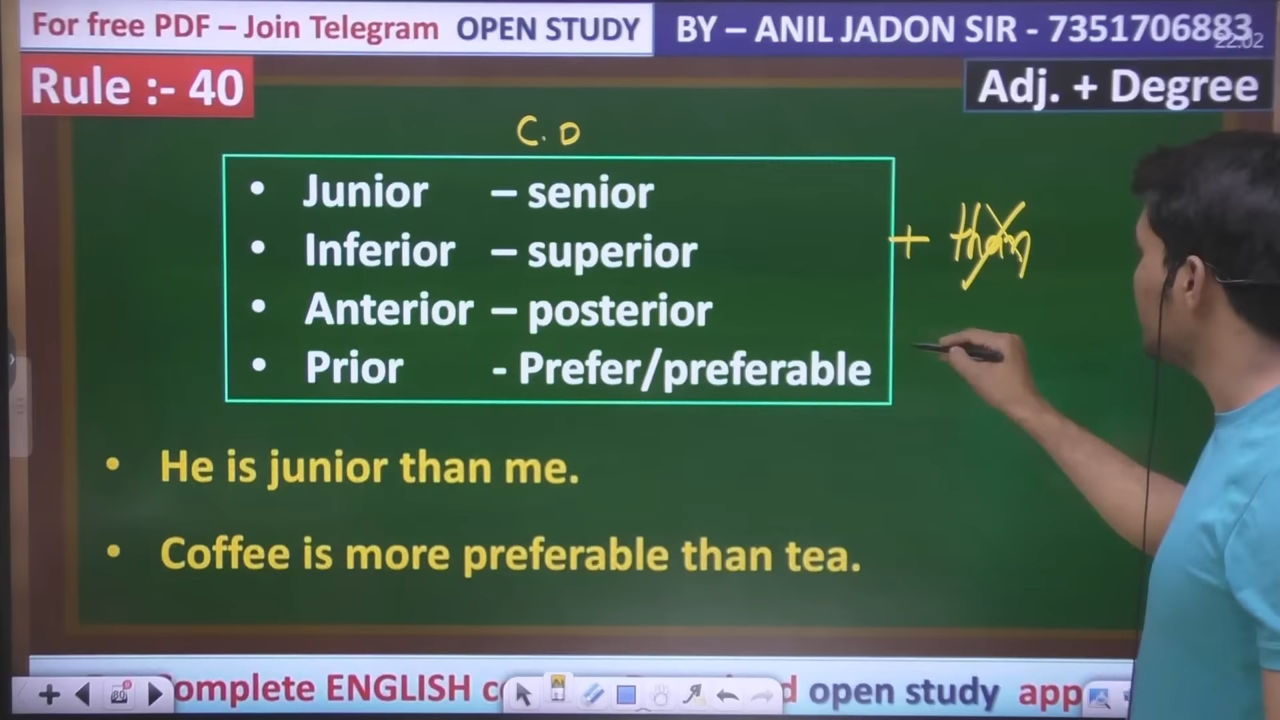 For free PDF – Join Telegram OPEN STUDY BY – ANIL JADON SIR - 7351706883
22:02
Rule :- 40 Adj. + Degree
C.D
• Junior – senior
• Inferior – superior
+ than
• Anterior – posterior
• Prior - Prefer/preferable
• He is junior than me.
• Coffee is more preferable than tea.
omplete ENGLISH c d open study app